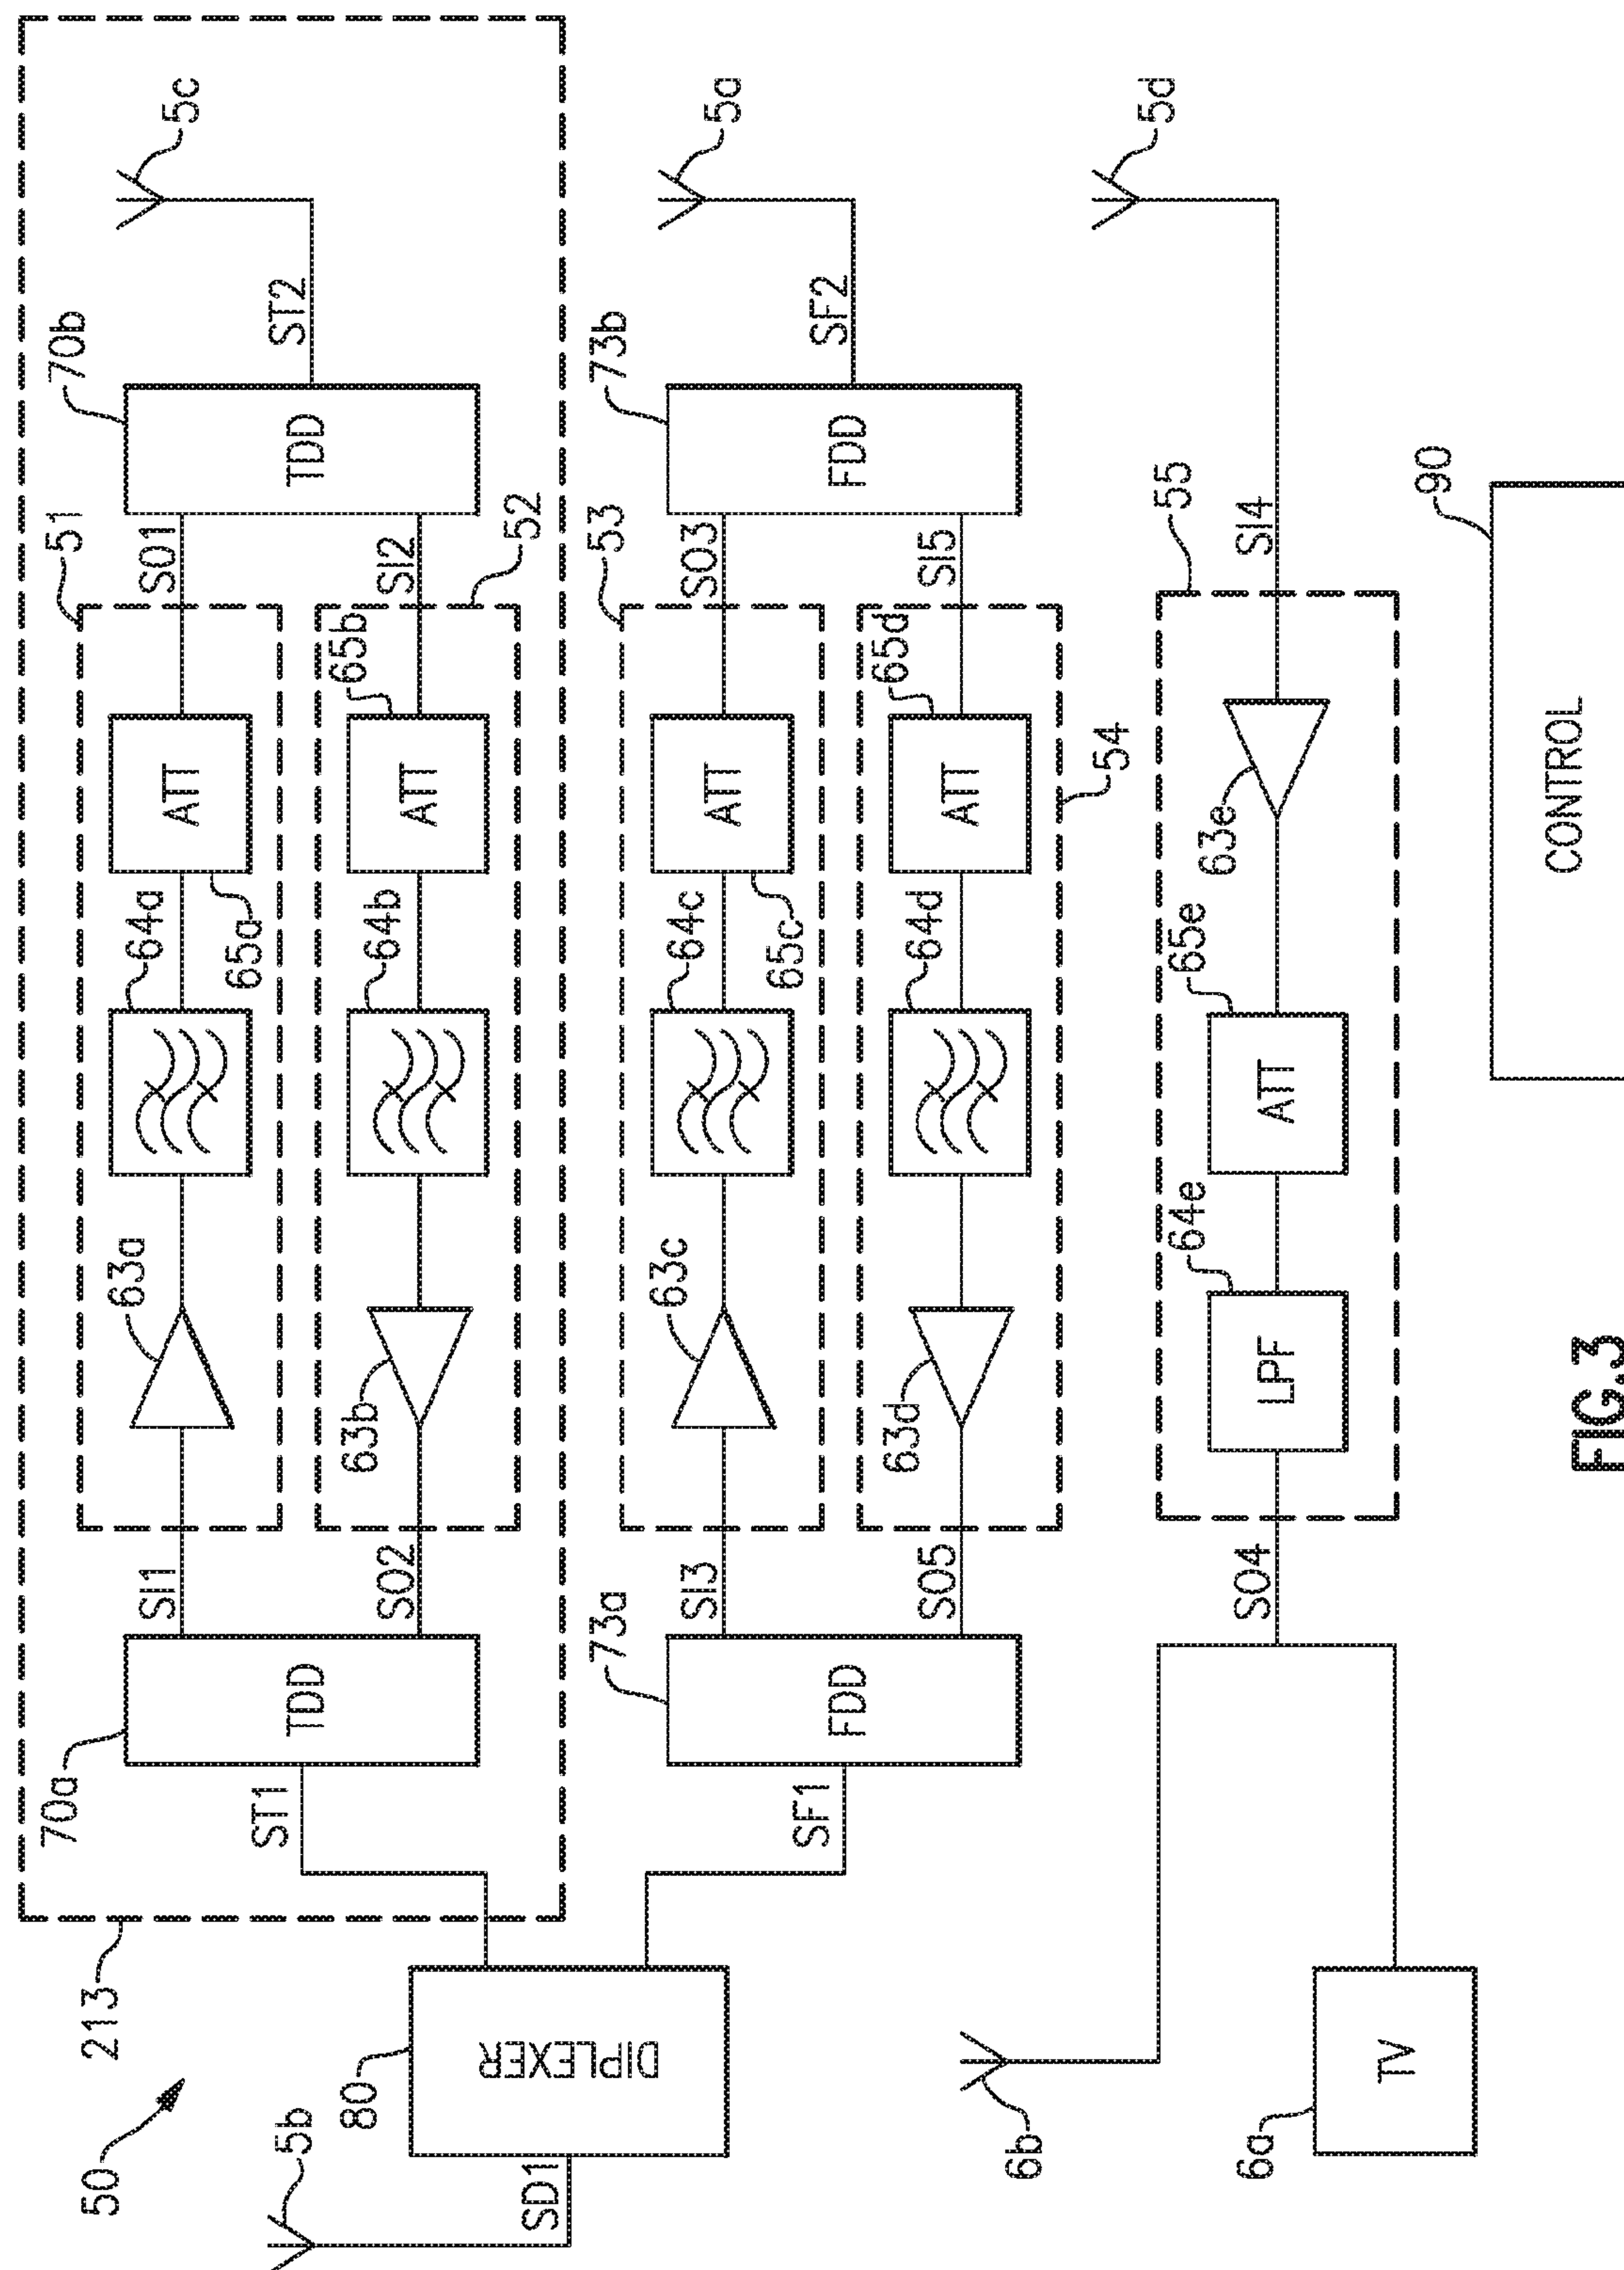 50
213
5b
SD1
80
DIPLEXER
ST1
SF1
70a
TDD
SI1
SO2
51
63a
64a
65a
ATT
SO1
52
63b
64b
65b
ATT
SI2
70b
TDD
ST2
5c
73a
FDD
SI3
SO5
53
63c
64c
65c
ATT
SO3
54
63d
64d
65d
ATT
SI5
73b
FDD
SF2
5a
6b
6a
TV
SO4
55
64e
LPF
65e
ATT
63e
SI4
5d
90
CONTROL
FIG.3